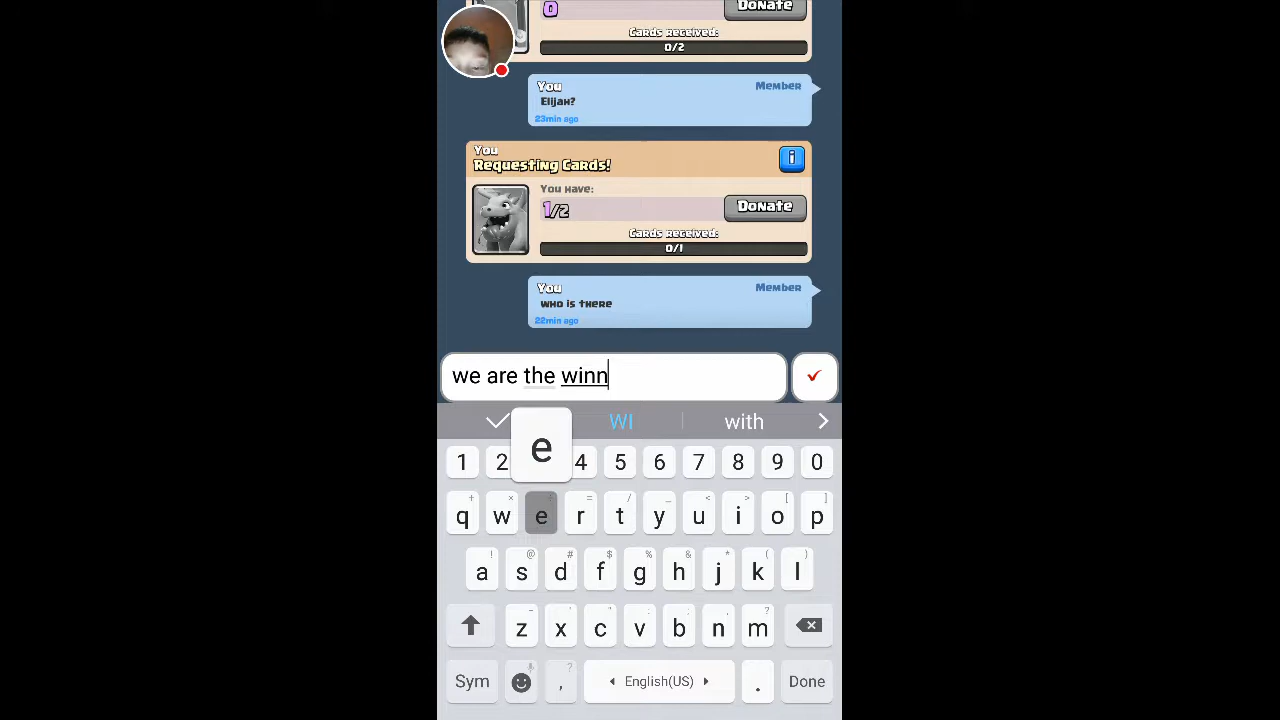 0
Donate
Cards received:
0/2
You
Member
Elijah?
23min ago
You
Requesting Cards!
i
You have:
1/2
Donate
Cards received:
0/1
You
Member
who is there
22min ago
we are the winn
WI
with
e
1 2 4 5 6 7 8 9 0
q w e r t y u i o p
a s d f g h j k l
z x c v b n m
Sym , English(US) . Done